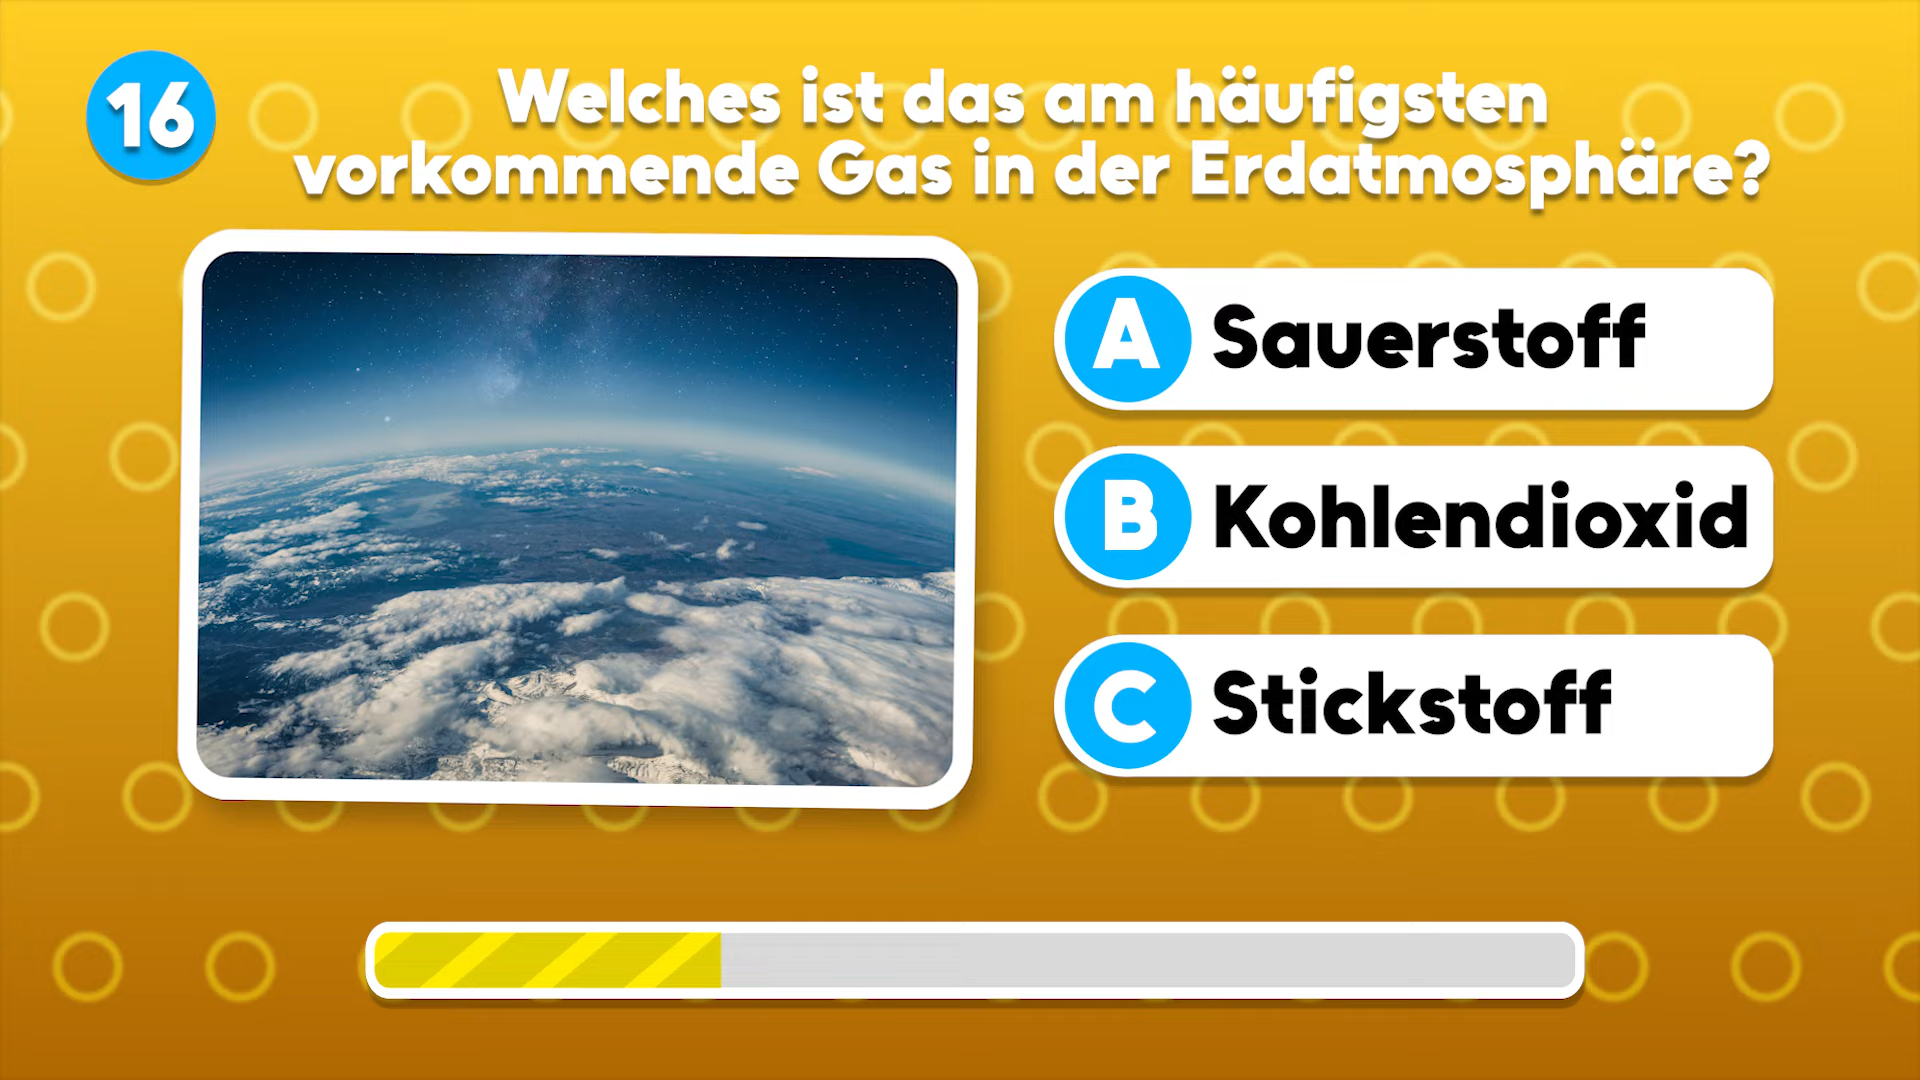 16
Welches ist das am häufigsten
vorkommende Gas in der Erdatmosphäre?
A Sauerstoff
B Kohlendioxid
C Stickstoff